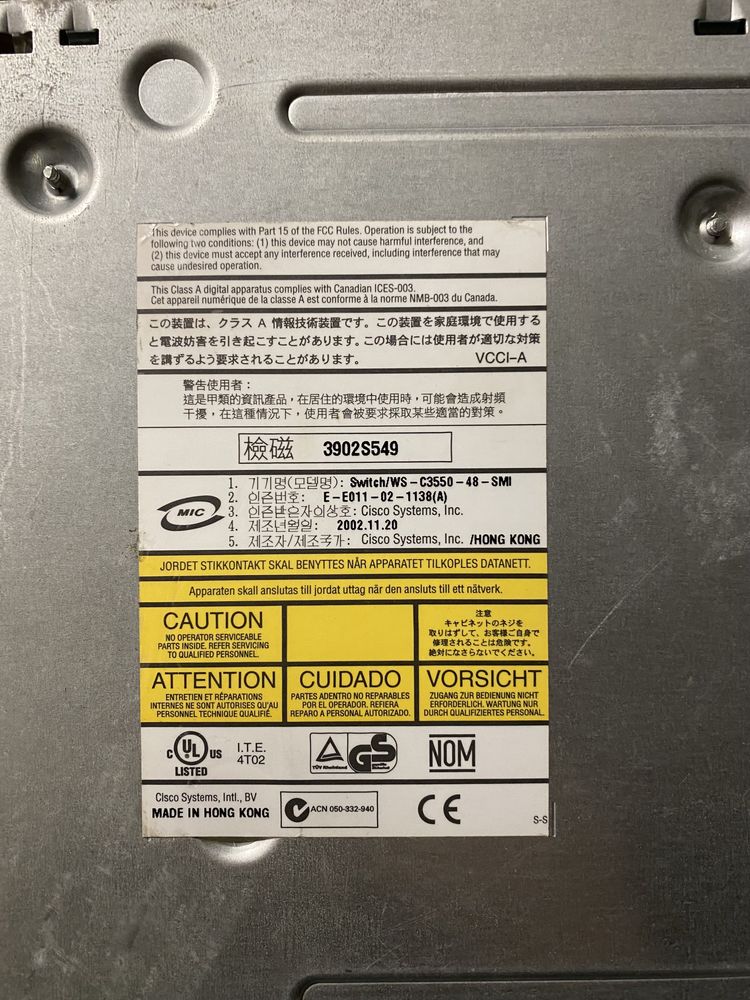 This device complies with Part 15 of the FCC Rules. Operation is subject to the
following two conditions: (1) this device may not cause harmful interference, and
(2) this device must accept any interference received, including interference that may
cause undesired operation.
This Class A digital apparatus complies with Canadian ICES-003.
Cet appareil numérique de la classe A est conforme à la norme NMB-003 du Canada.
この装置は、クラス A 情報技術装置です。この装置を家庭環境で使用する
と電波妨害を引き起こすことがあります。この場合には使用者が適切な対策
を講ずるよう要求されることがあります。 VCCI-A
警告使用者：
這是甲類的資訊產品，在居住的環境中使用時，可能會造成射頻
干擾，在這種情況下，使用者會被要求採取某些適當的對策。
檢磁 3902S549
MIC
1. 기기명(모델명): Switch/WS-C3550-48-SMI
2. 인증번호: E-E011-02-1138(A)
3. 인증받은자의상호: Cisco Systems, Inc.
4. 제조년월일: 2002.11.20
5. 제조자/제조국가: Cisco Systems, Inc. /HONG KONG
JORDET STIKKONTAKT SKAL BENYTTES NÅR APPARATET TILKOPLES DATANETT.
Apparaten skall anslutas till jordat uttag när den ansluts till ett nätverk.
CAUTION
NO OPERATOR SERVICEABLE
PARTS INSIDE. REFER SERVICING
TO QUALIFIED PERSONNEL.
注意
キャビネットのネジを
取りはずして、お客様ご自身で
修理されることは危険です。
絶対になさらないでください。
ATTENTION
ENTRETIEN ET RÉPARATIONS
INTERNES NE SONT AUTORISES QU'AU
PERSONNEL TECHNIQUE QUALIFIÉ.
CUIDADO
PARTES ADENTRO NO REPARABLES
POR EL OPERADOR. REFIERA
REPARO A PERSONAL AUTORIZADO.
VORSICHT
ZUGANG ZUR BEDIENUNG NICHT
ERFORDERLICH. WARTUNG NUR
DURCH QUALIFIZIERTES PERSONAL.
C UL US
LISTED
I.T.E.
4T02
TÜV Rheinland
GS
NOM
Cisco Systems, Intl., BV
MADE IN HONG KONG
ACN 050-332-940
CE
S-S